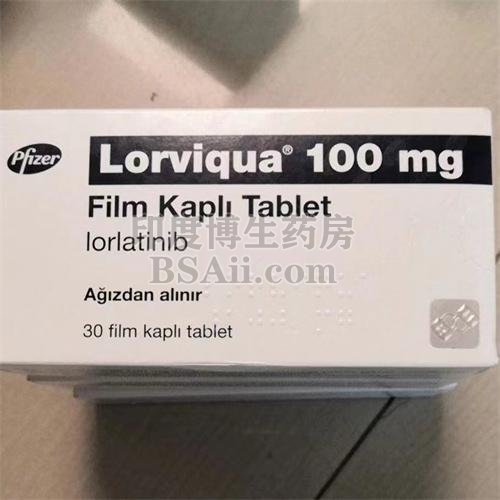 Pfizer
Lorviqua® 100 mg
Film Kaplı Tablet
lorlatinib
印度博生药房
BSAii.com
Ağızdan alınır
30 film kaplı tablet